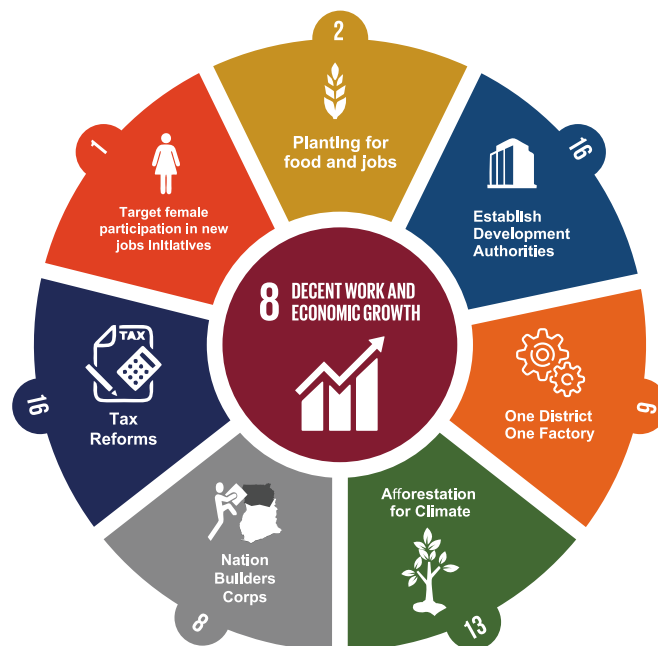 2
Planting for
food and jobs
16
Establish
Development
Authorities
9
One District
One Factory
13
Afforestation
for Climate
8
Nation
Builders
Corps
16
TAX
Tax
Reforms
1
Target female
participation in new
jobs Initiatives
8 DECENT WORK AND
ECONOMIC GROWTH